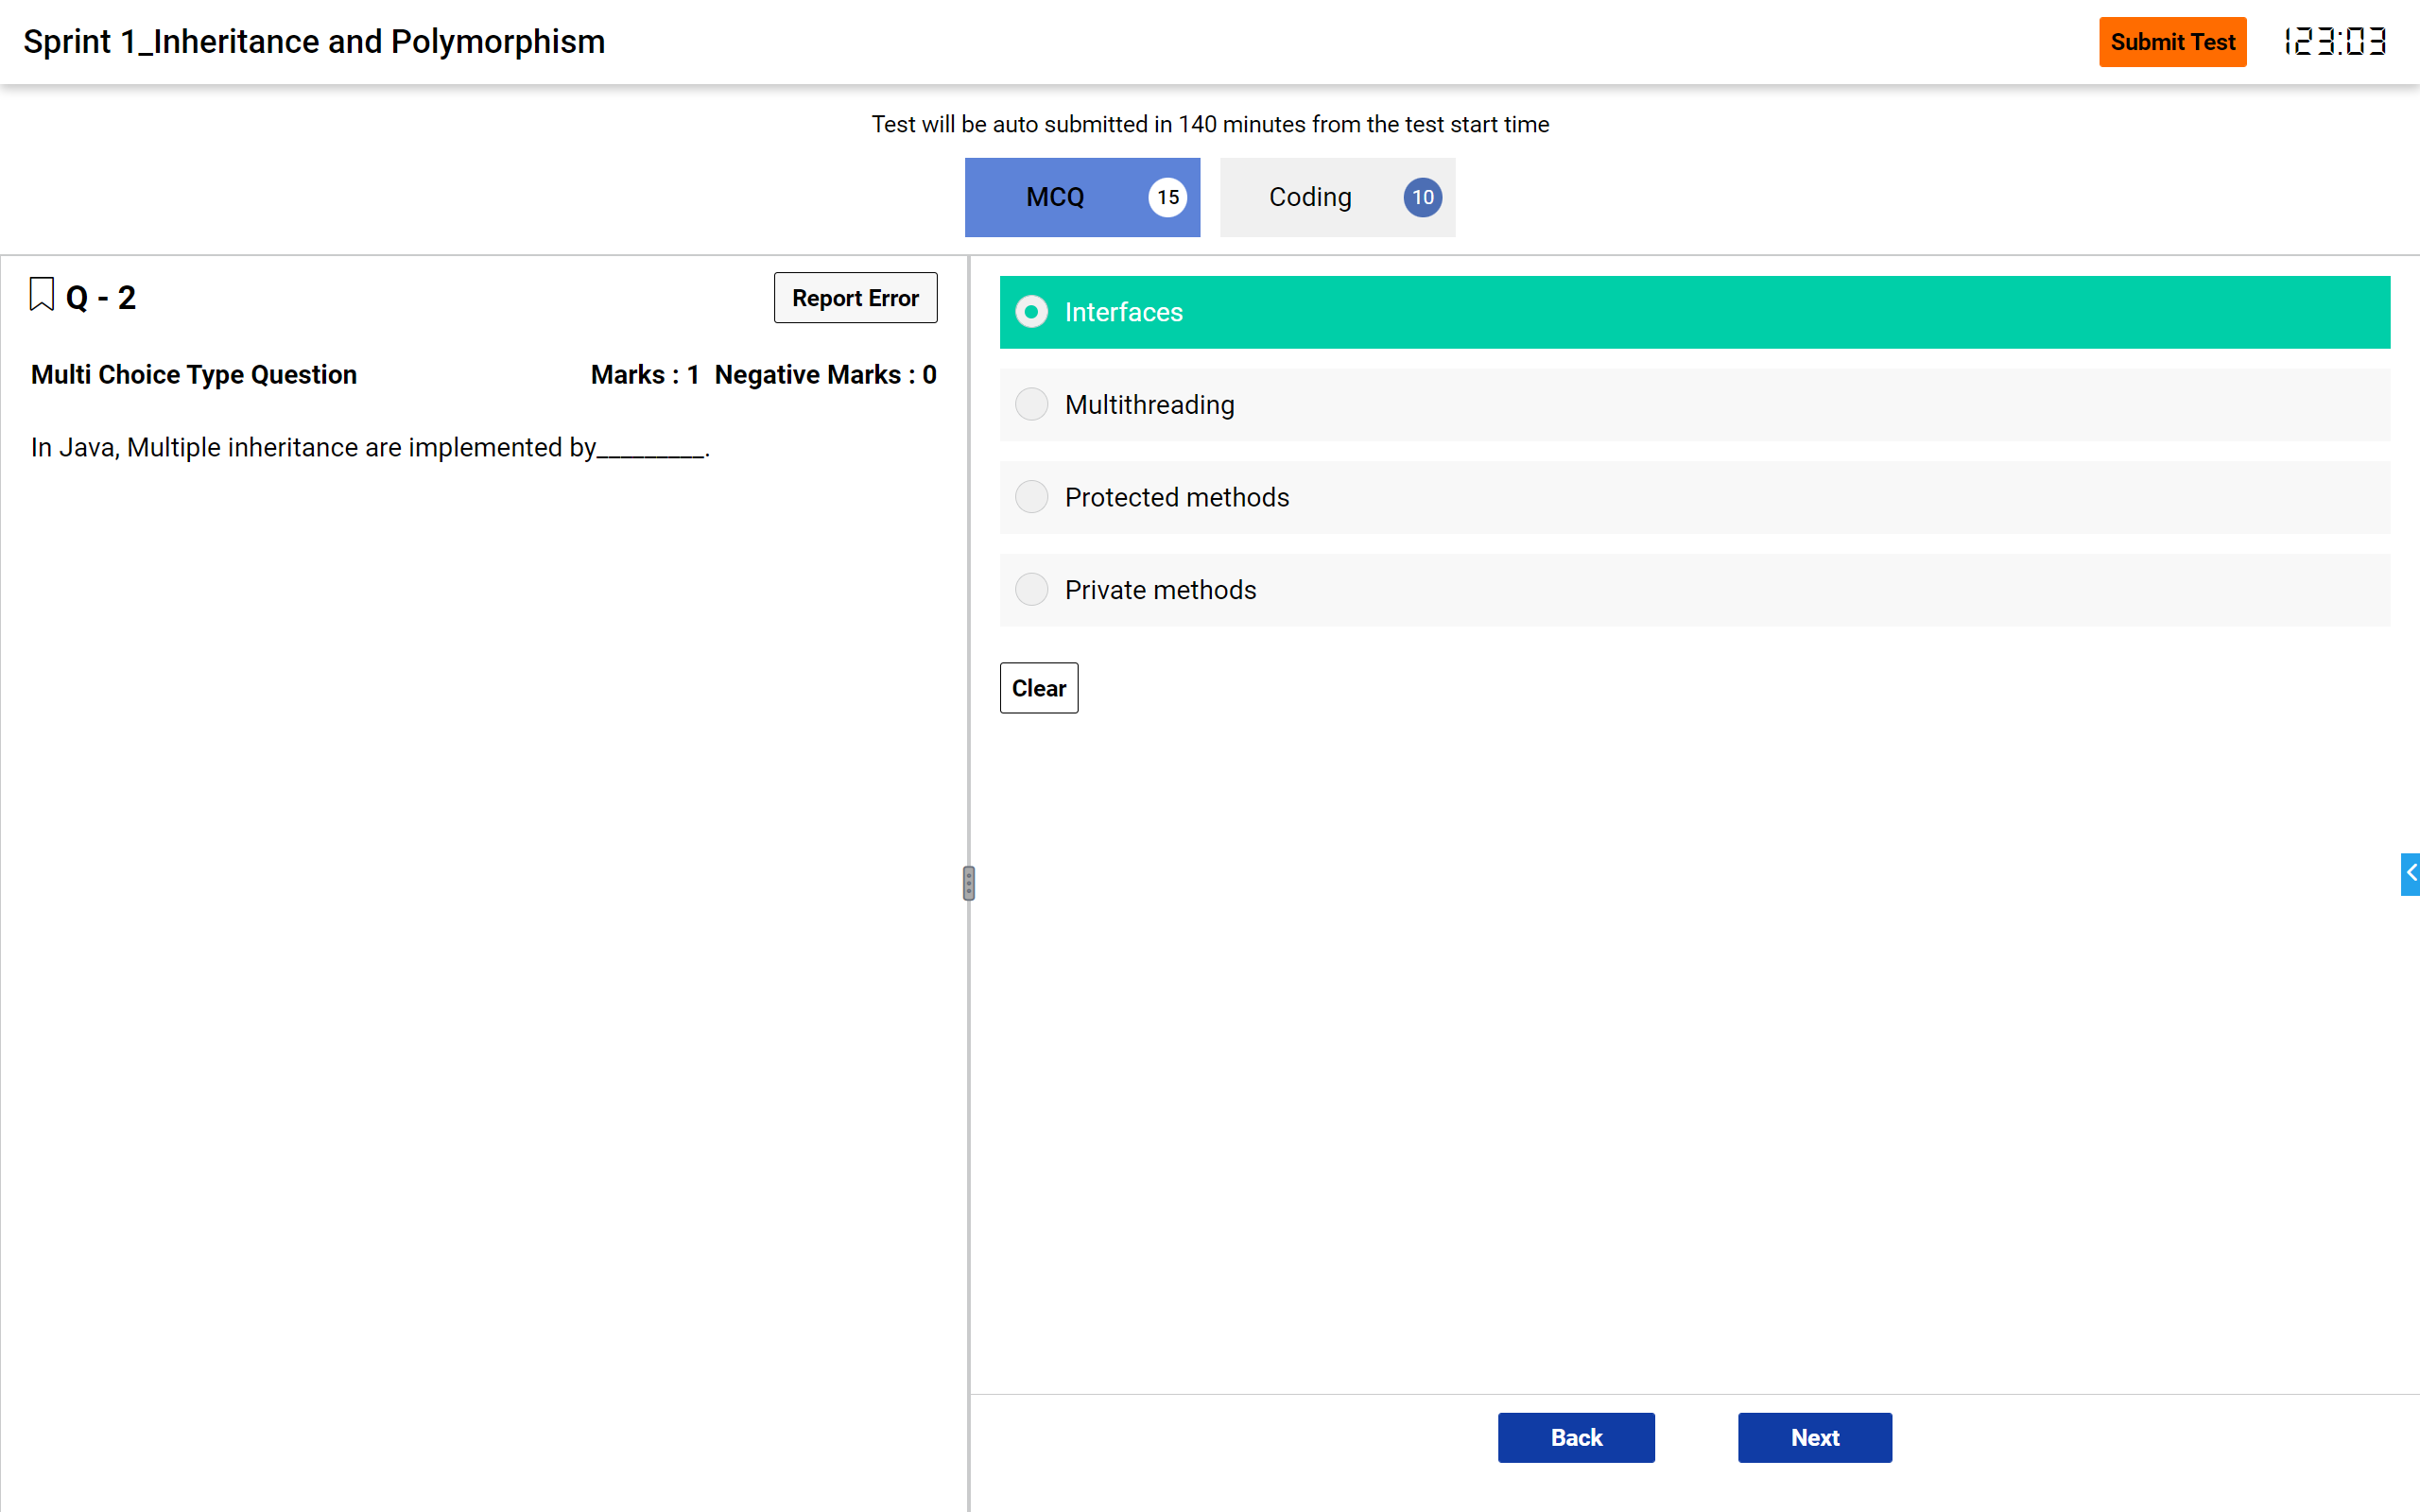 Sprint 1_Inheritance and Polymorphism
Submit Test
123:03
Test will be auto submitted in 140 minutes from the test start time
MCQ 15
Coding 10
Q - 2
Report Error
Multi Choice Type Question
Marks : 1 Negative Marks : 0
In Java, Multiple inheritance are implemented by_________.
Interfaces
Multithreading
Protected methods
Private methods
Clear
Back
Next